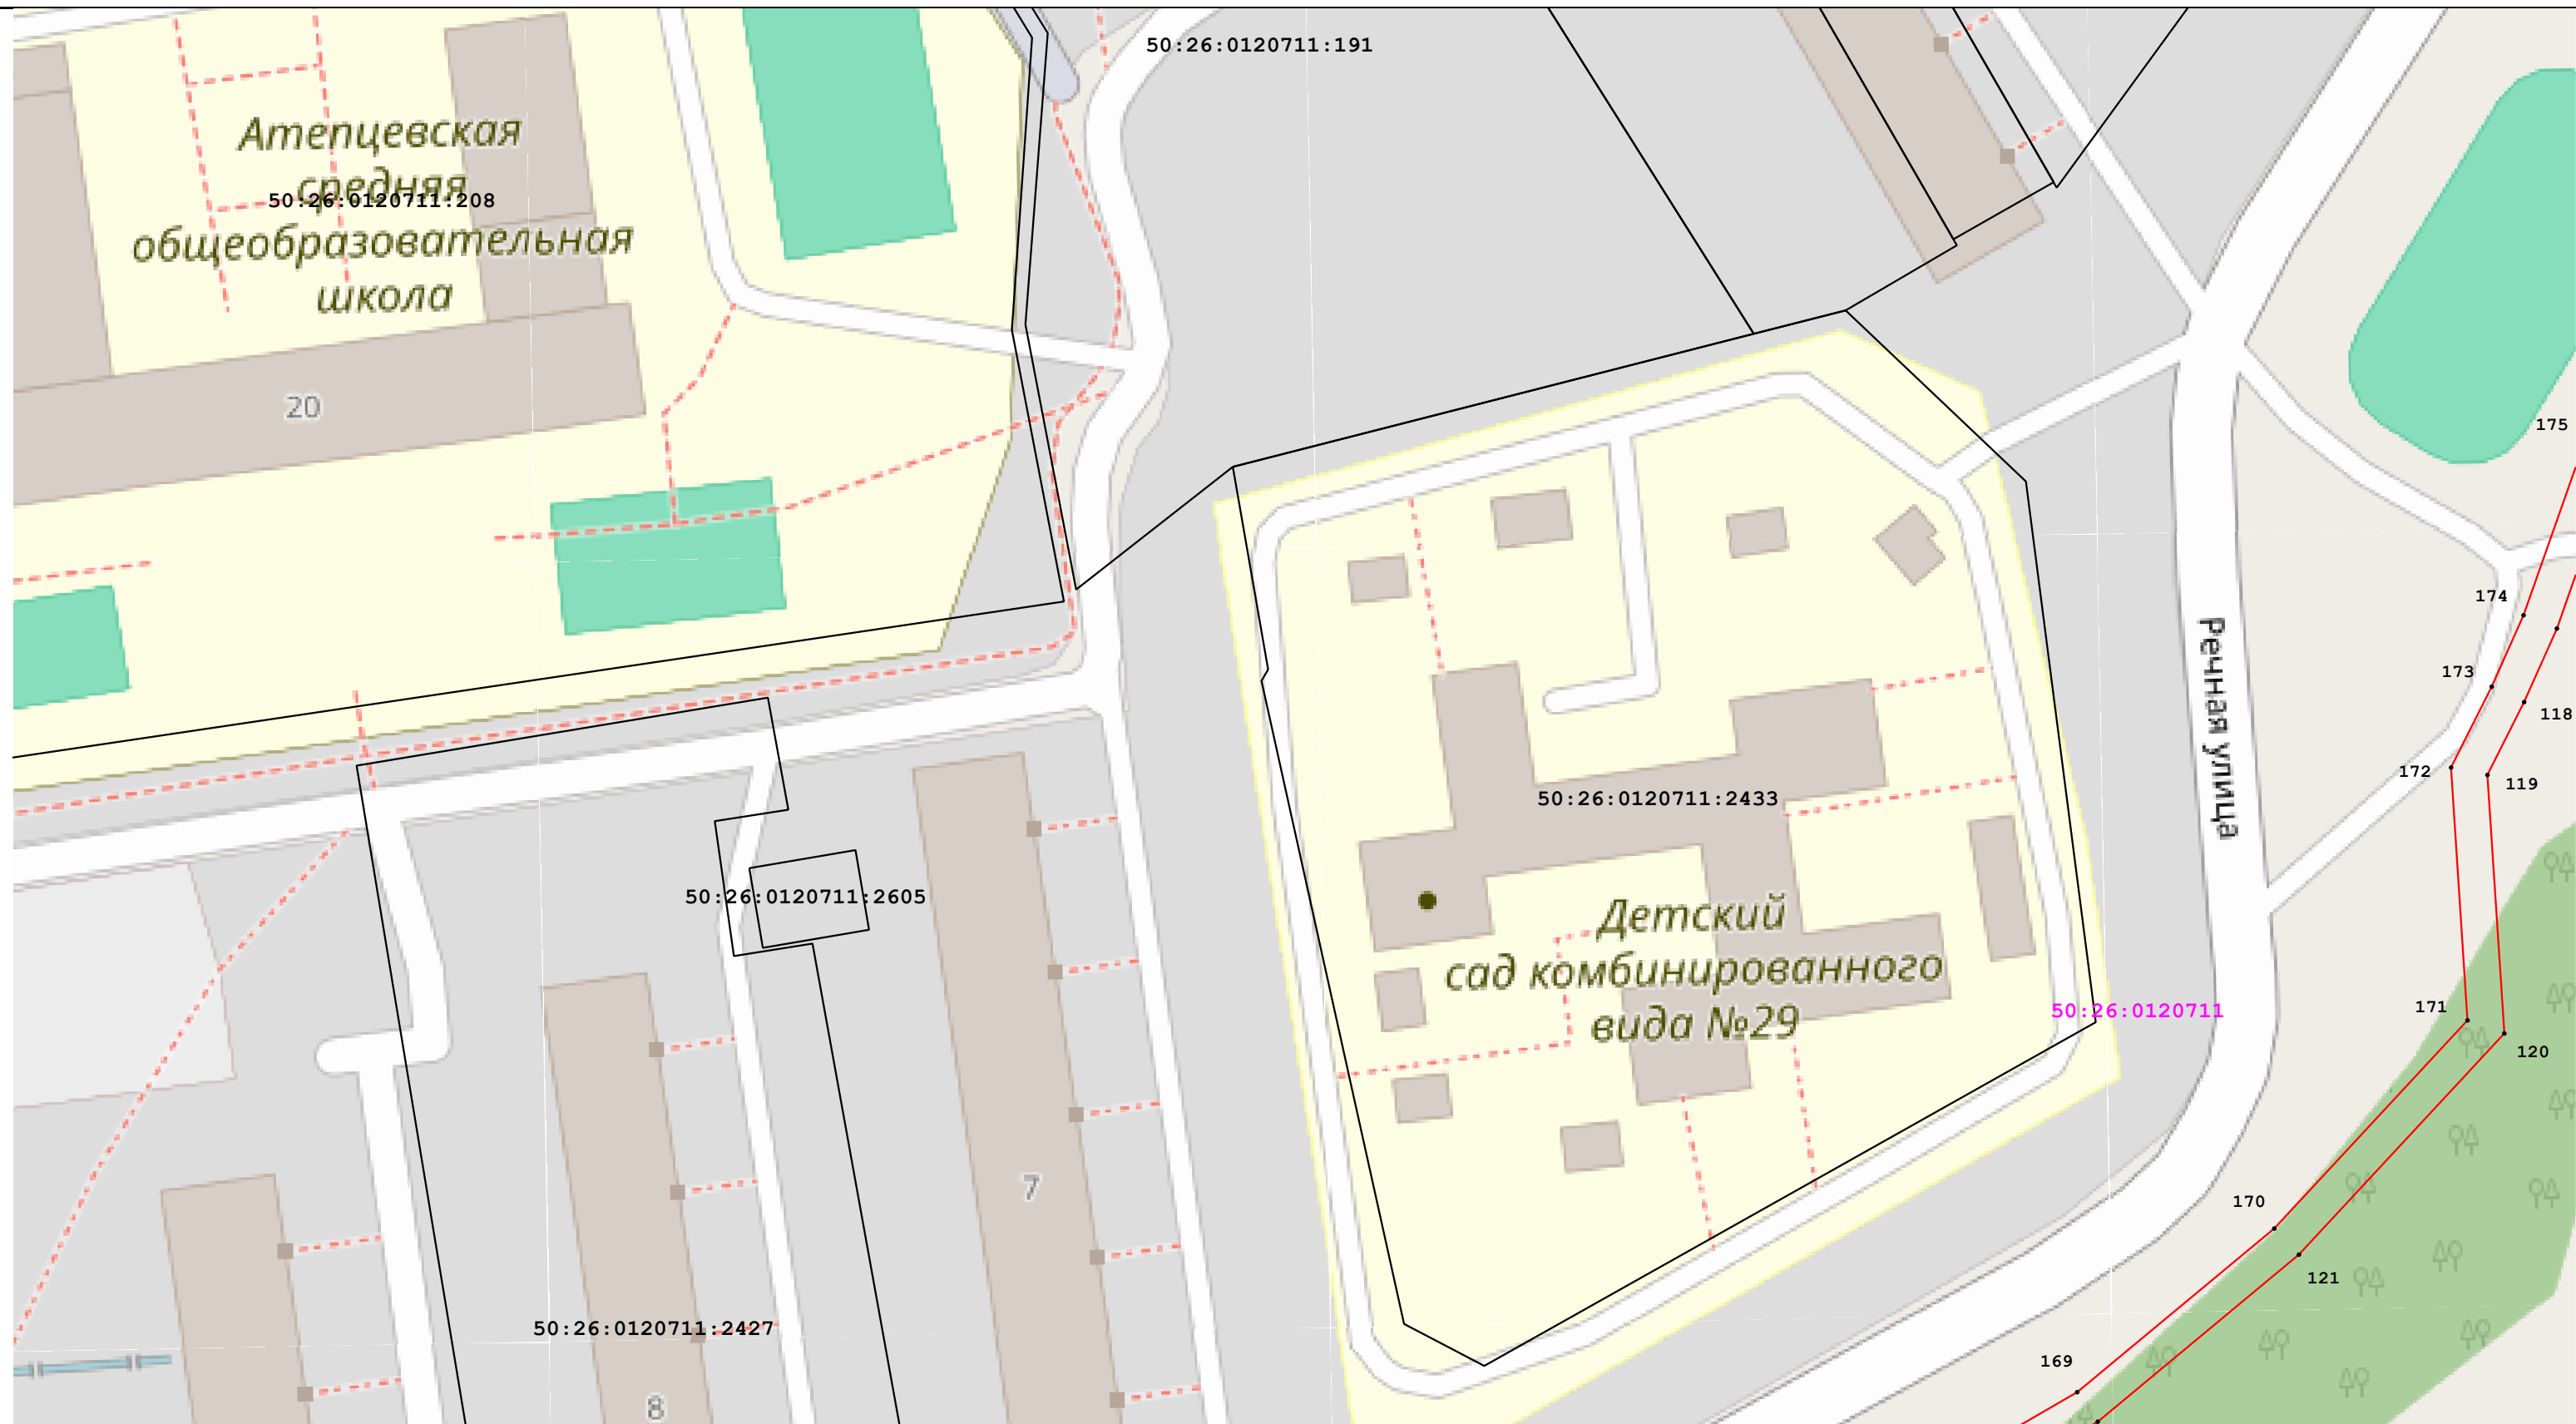 50:26:0120711:191
Атепцевская
средняя
50:26:0120711:208
общеобразовательная
школа
20
175
174
173
118
172
119
Речная улица
50:26:0120711:2433
50:26:0120711:2605
Детский
сад комбинированного
вида №29
50:26:0120711
171
120
7
170
121
50:26:0120711:2427
169
8